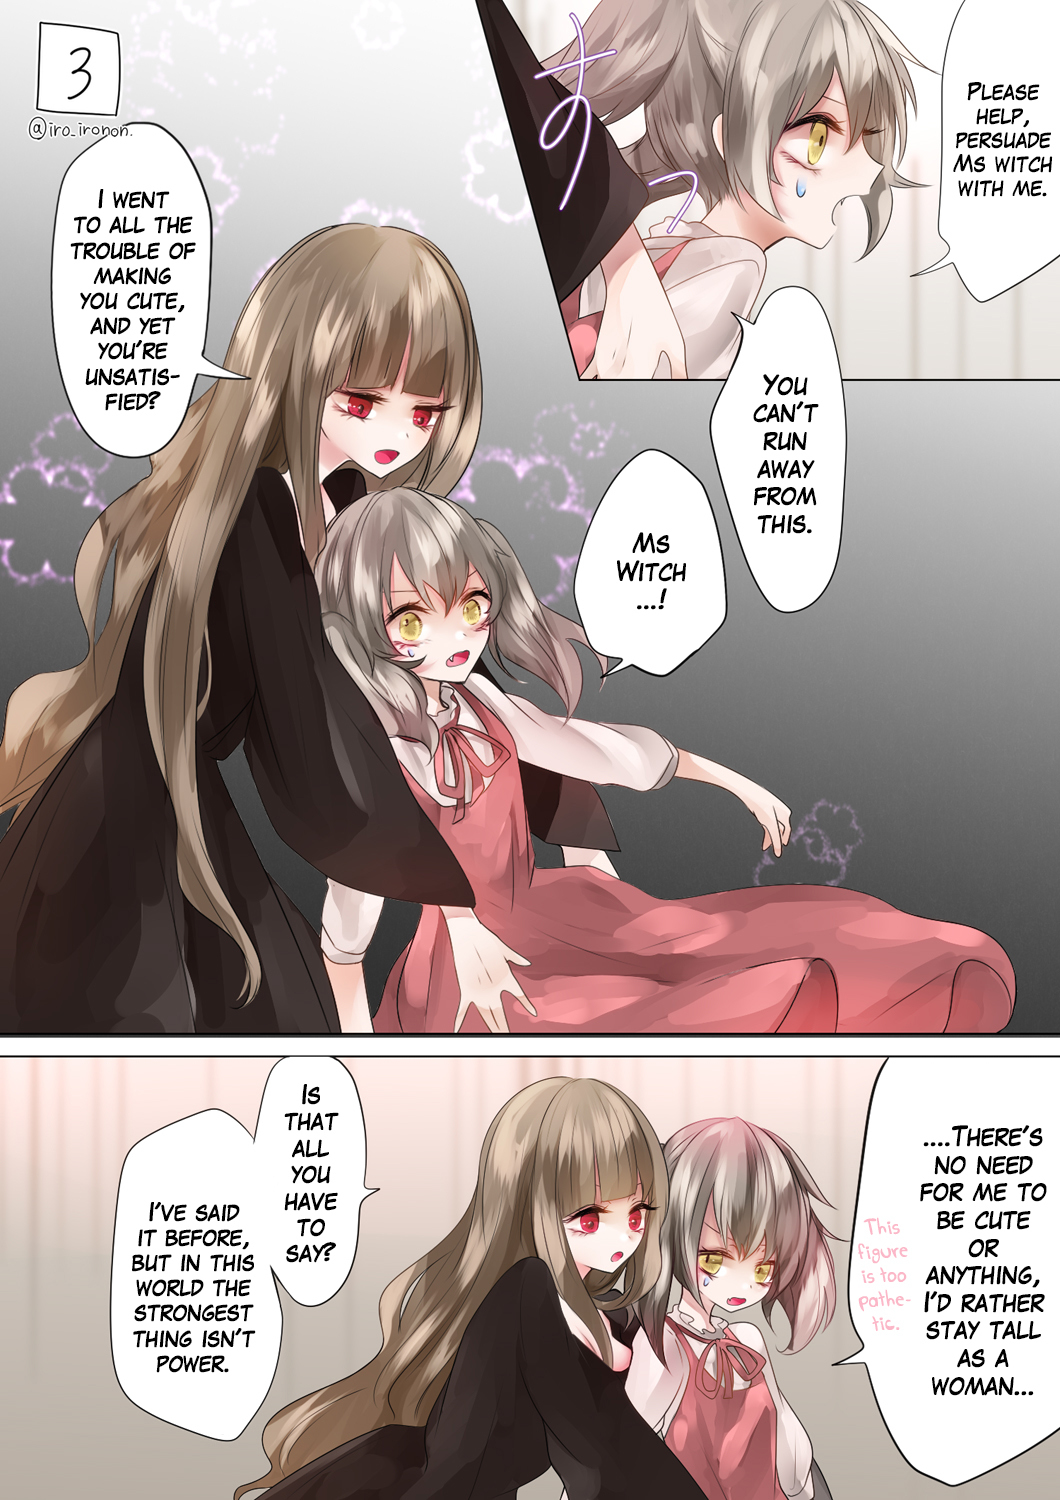 3
@iro_ironon.
PLEASE
HELP,
PERSUADE
MS WITCH
WITH ME.
ずっ
YOU
CAN'T
RUN
AWAY
FROM
THIS.
MS
WITCH
...!
I WENT
TO ALL THE
TROUBLE OF
MAKING
YOU CUTE,
AND YET
YOU'RE
UNSATIS-
FIED?
....THERE'S
NO NEED
FOR ME TO
BE CUTE
OR
ANYTHING,
I'D RATHER
STAY TALL
AS A
WOMAN...
This
figure
is too
pathe-
tic.
IS
THAT
ALL
YOU
HAVE
TO
SAY?
I'VE SAID
IT BEFORE,
BUT IN THIS
WORLD THE
STRONGEST
THING ISN'T
POWER.